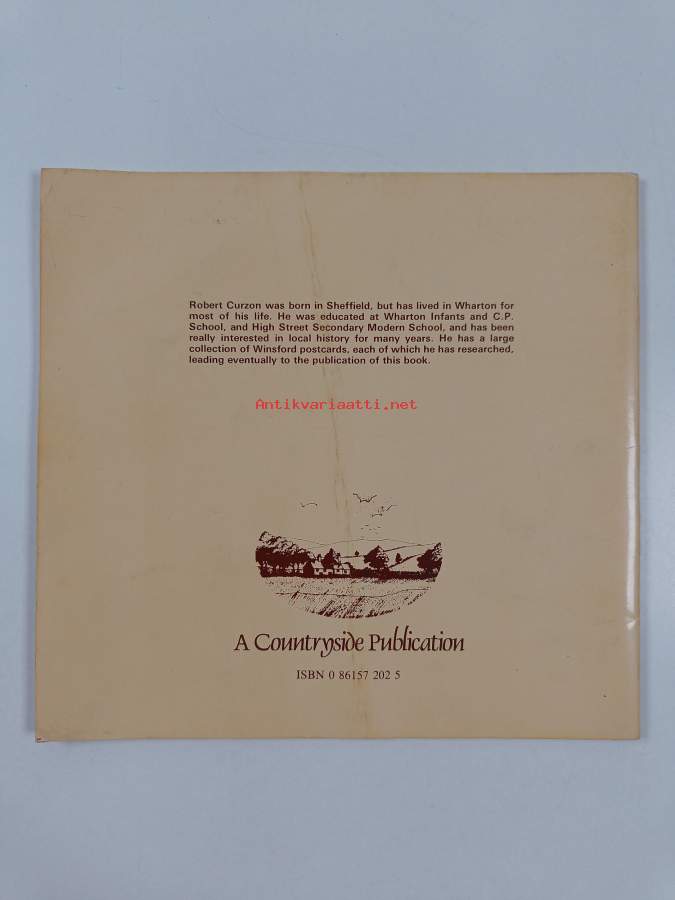 Robert Curzon was born in Sheffield, but has lived in Wharton for
most of his life. He was educated at Wharton Infants and C.P.
School, and High Street Secondary Modern School, and has been
really interested in local history for many years. He has a large
collection of Winsford postcards, each of which he has researched,
leading eventually to the publication of this book.
Antikvariaatti.net
A Countryside Publication
ISBN 0 86157 202 5